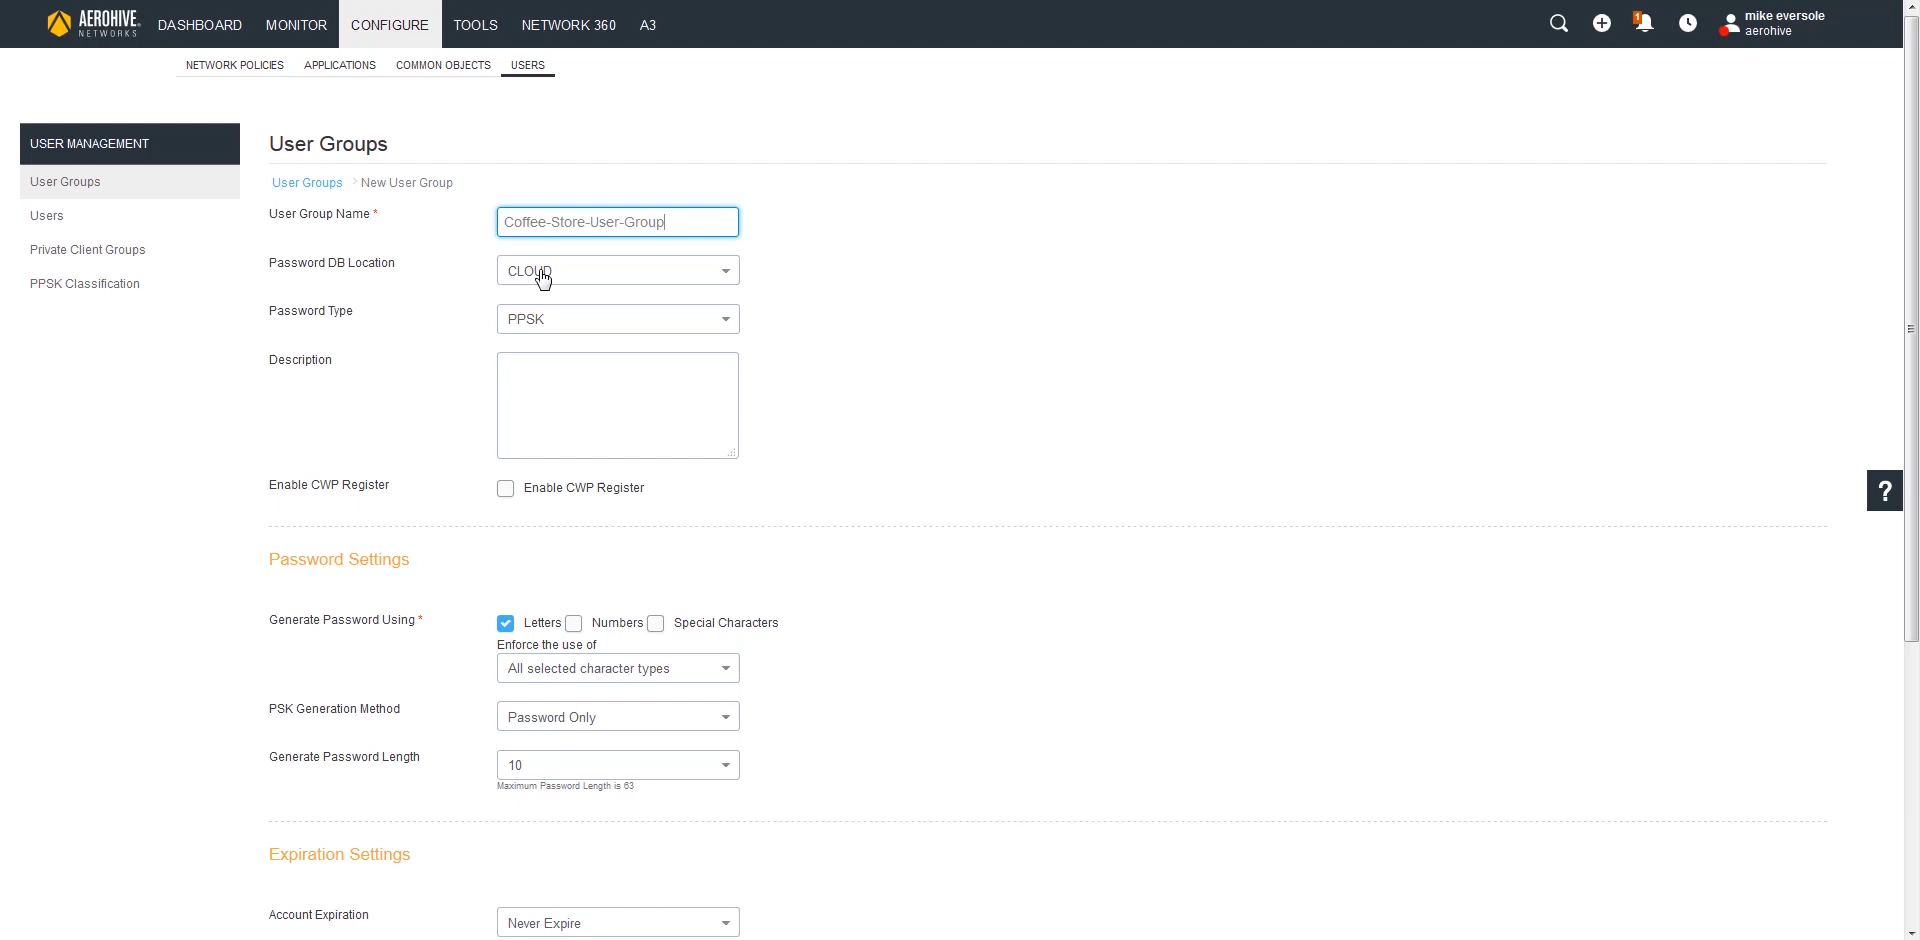 AEROHIVE
NETWORKS
DASHBOARD MONITOR CONFIGURE TOOLS NETWORK 360 A3
1
mike eversole
aerohive
NETWORK POLICIES APPLICATIONS COMMON OBJECTS USERS
USER MANAGEMENT
User Groups
Users
Private Client Groups
PPSK Classification
User Groups
User Groups > New User Group
User Group Name * Coffee-Store-User-Group
Password DB Location CLOUD
Password Type PPSK
Description
Enable CWP Register Enable CWP Register
?
Password Settings
Generate Password Using * Letters Numbers Special Characters
Enforce the use of
All selected character types
PSK Generation Method Password Only
Generate Password Length 10
Maximum Password Length is 63
Expiration Settings
Account Expiration Never Expire